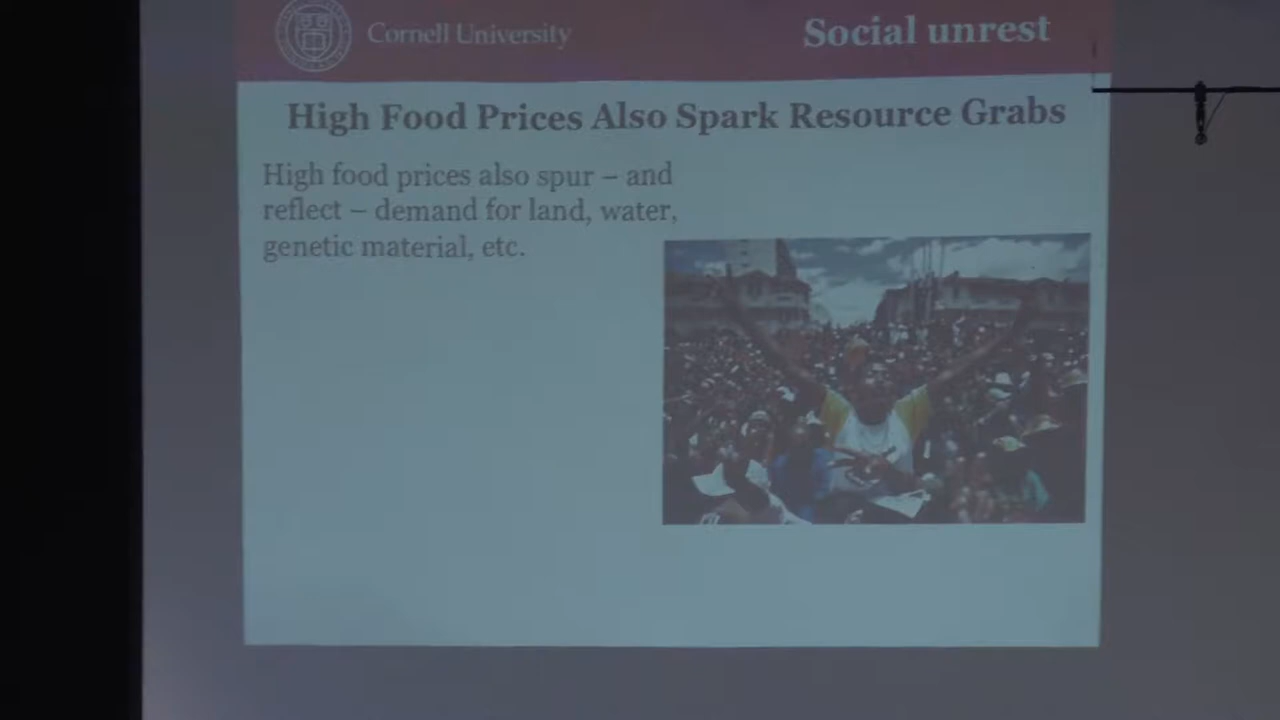 Cornell University
Social unrest
High Food Prices Also Spark Resource Grabs
High food prices also spur – and
reflect – demand for land, water,
genetic material, etc.